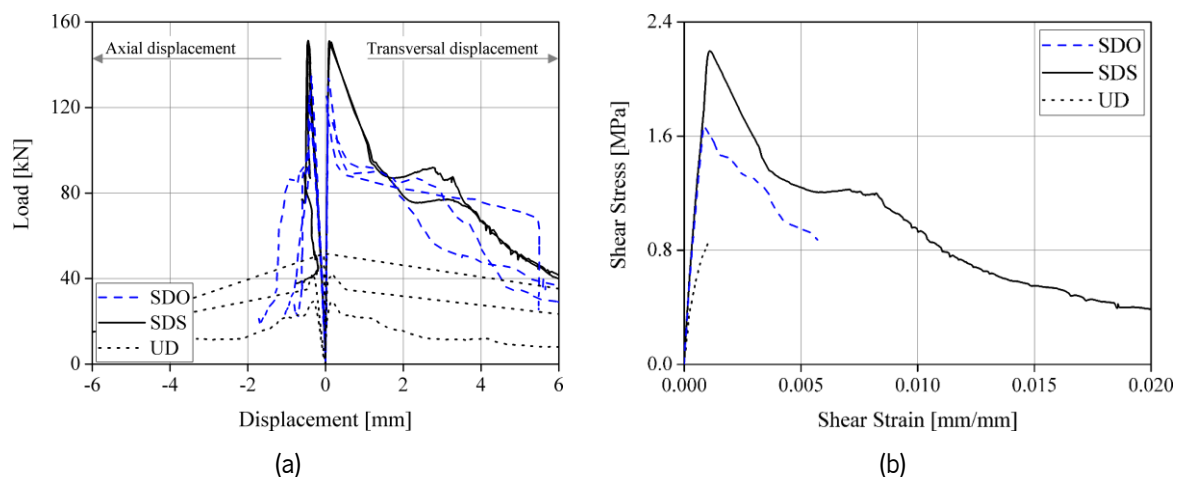 160
120
80
40
0
Load [kN]
Axial displacement
Transversal displacement
SDO
SDS
UD
-6
-4
-2
0
2
4
6
Displacement [mm]
(a)
2.4
1.6
0.8
0.0
Shear Stress [MPa]
SDO
SDS
UD
0.000
0.005
0.010
0.015
0.020
Shear Strain [mm/mm]
(b)